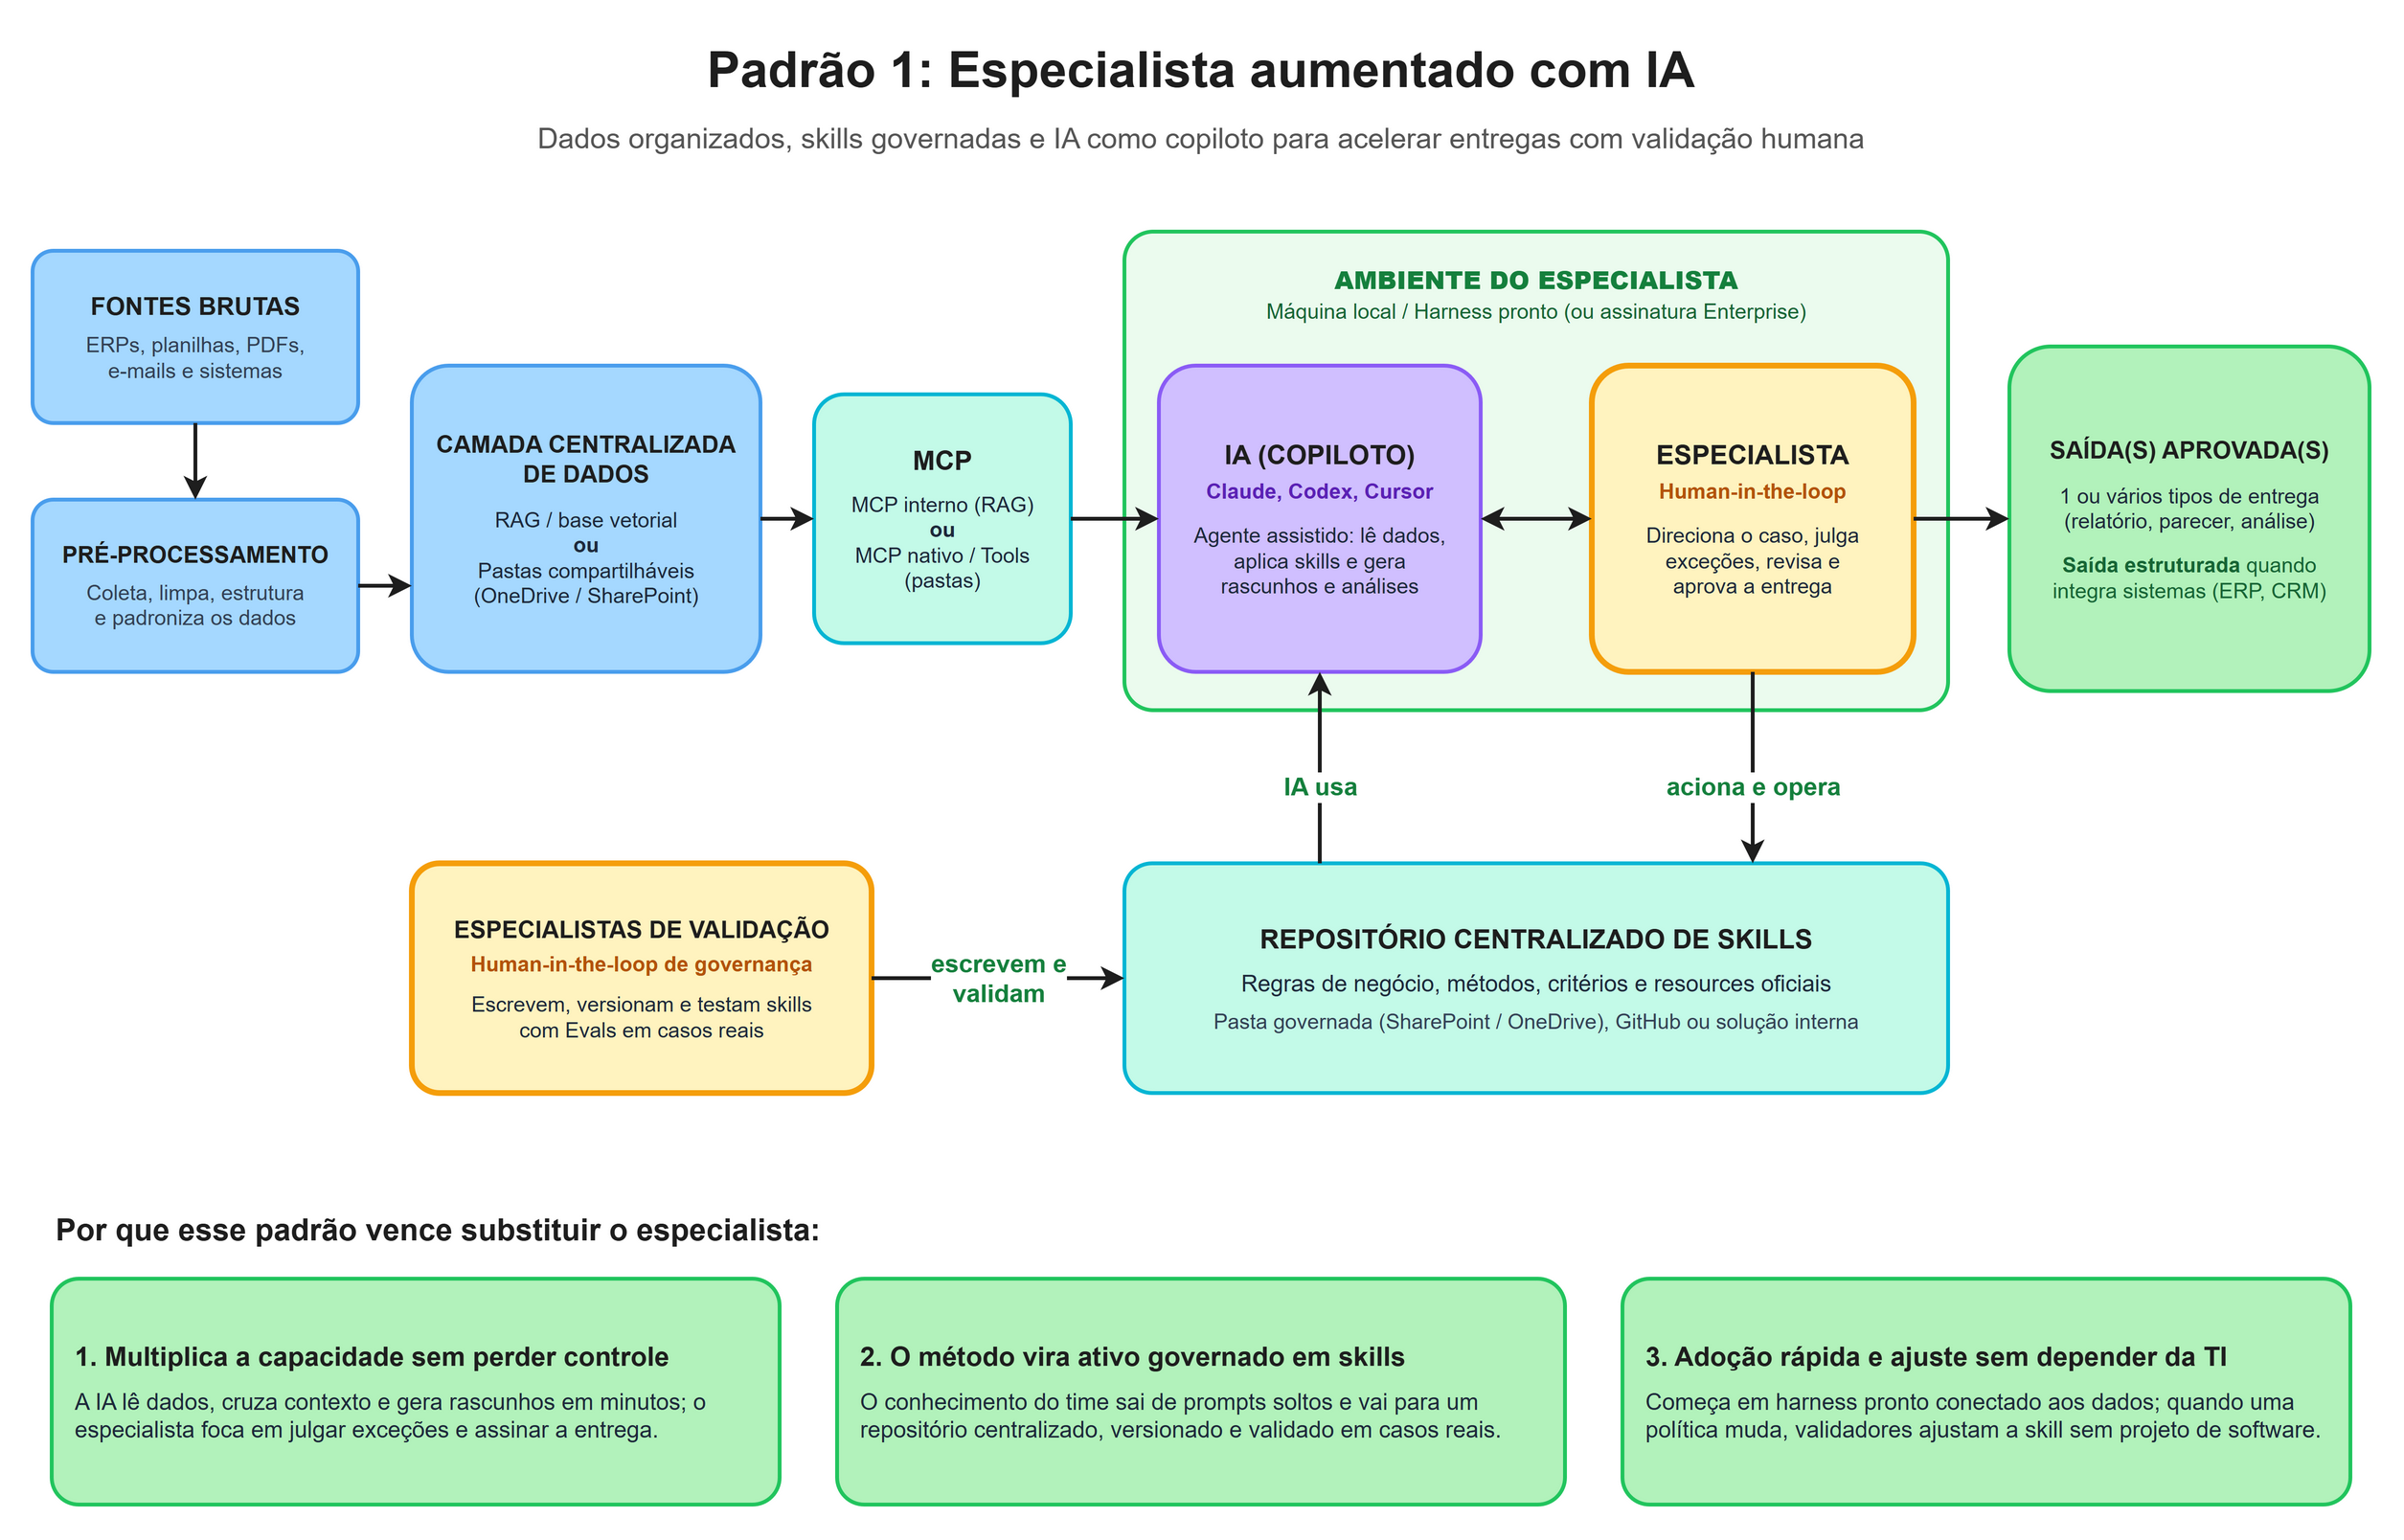 Padrão 1: Especialista aumentado com IA
Dados organizados, skills governadas e IA como copiloto para acelerar entregas com validação humana
FONTES BRUTAS
ERPs, planilhas, PDFs,
e-mails e sistemas
PRÉ-PROCESSAMENTO
Coleta, limpa, estrutura
e padroniza os dados
CAMADA CENTRALIZADA
DE DADOS
RAG / base vetorial
ou
Pastas compartilháveis
(OneDrive / SharePoint)
MCP
MCP interno (RAG)
ou
MCP nativo / Tools
(pastas)
AMBIENTE DO ESPECIALISTA
Máquina local / Harness pronto (ou assinatura Enterprise)
IA (COPILOTO)
Claude, Codex, Cursor
Agente assistido: lê dados,
aplica skills e gera
rascunhos e análises
ESPECIALISTA
Human-in-the-loop
Direciona o caso, julga
exceções, revisa e
aprova a entrega
SAÍDA(S) APROVADA(S)
1 ou vários tipos de entrega
(relatório, parecer, análise)
Saída estruturada quando
integra sistemas (ERP, CRM)
IA usa
aciona e opera
ESPECIALISTAS DE VALIDAÇÃO
Human-in-the-loop de governança
Escrevem, versionam e testam skills
com Evals em casos reais
escrevem e
validam
REPOSITÓRIO CENTRALIZADO DE SKILLS
Regras de negócio, métodos, critérios e resources oficiais
Pasta governada (SharePoint / OneDrive), GitHub ou solução interna
Por que esse padrão vence substituir o especialista:
1. Multiplica a capacidade sem perder controle
A IA lê dados, cruza contexto e gera rascunhos em minutos; o
especialista foca em julgar exceções e assinar a entrega.
2. O método vira ativo governado em skills
O conhecimento do time sai de prompts soltos e vai para um
repositório centralizado, versionado e validado em casos reais.
3. Adoção rápida e ajuste sem depender da TI
Começa em harness pronto conectado aos dados; quando uma
política muda, validadores ajustam a skill sem projeto de software.